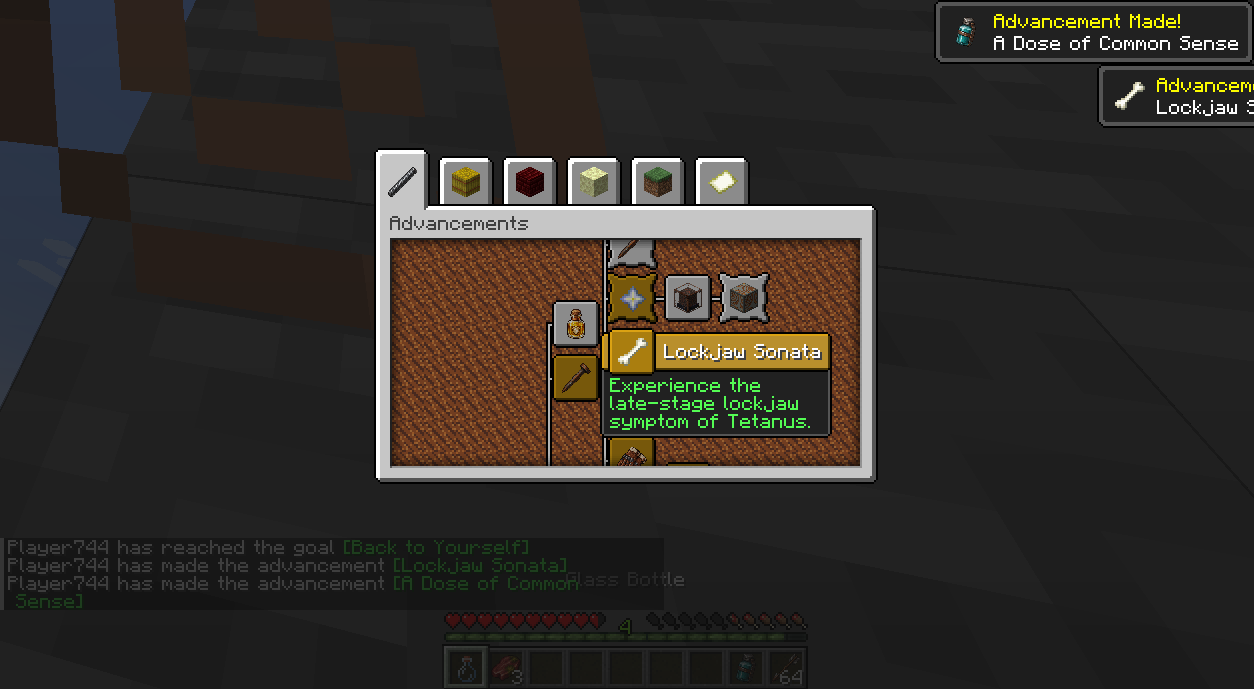 Advancement Made!
A Dose of Common Sense
Advancem
Lockjaw S
Advancements
Lockjaw Sonata
Experience the
late-stage lockjaw
symptom of Tetanus.
Player744 has reached the goal [Back to Yourself]
Player744 has made the advancement [Lockjaw Sonata]
Player744 has made the advancement [A Dose of Common
Sense]
Glass Bottle
4
3
64